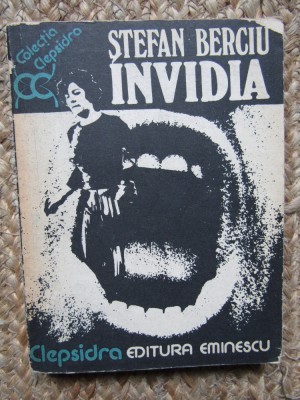 Colecția
Clepsidra
ȘTEFAN BERCIU
INVIDIA
Clepsidra EDITURA EMINESCU